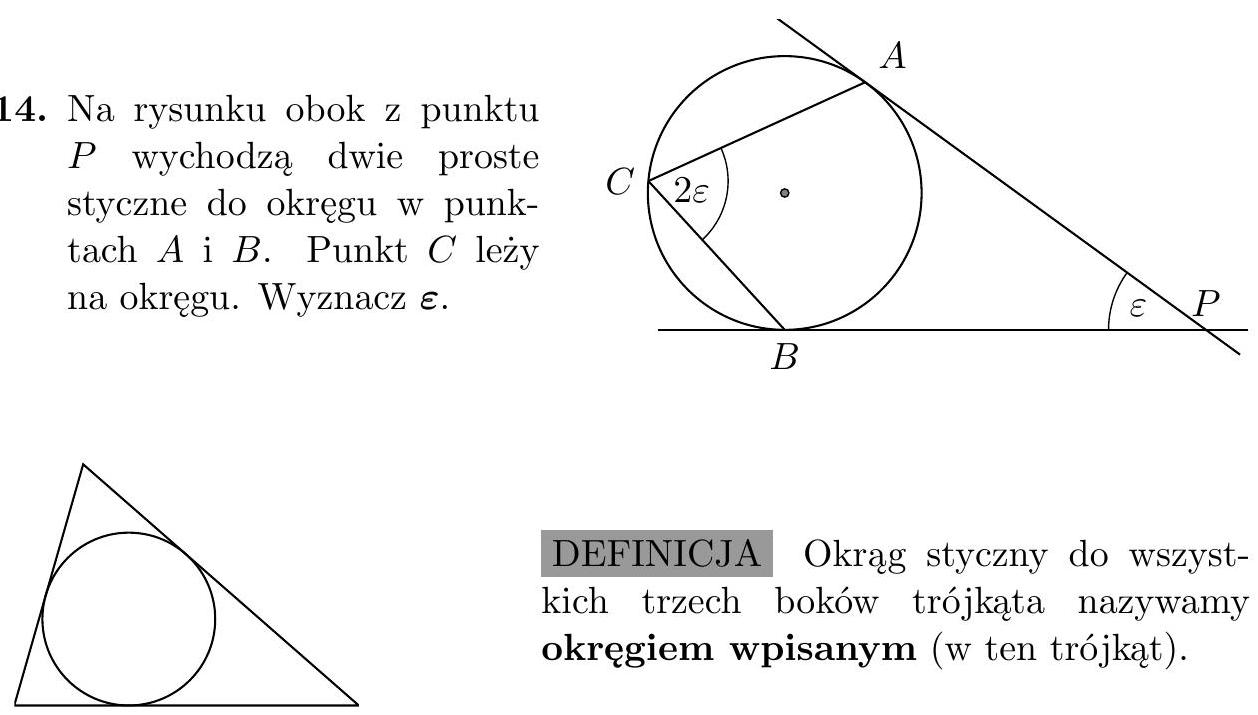 14. Na rysunku obok z punktu
P wychodzą dwie proste
styczne do okręgu w punk-
tach A i B. Punkt C leży
na okręgu. Wyznacz ε.
A
C
2ε
ε
P
B
DEFINICJA Okrąg styczny do wszyst-
kich trzech boków trójkąta nazywamy
okręgiem wpisanym (w ten trójkąt).